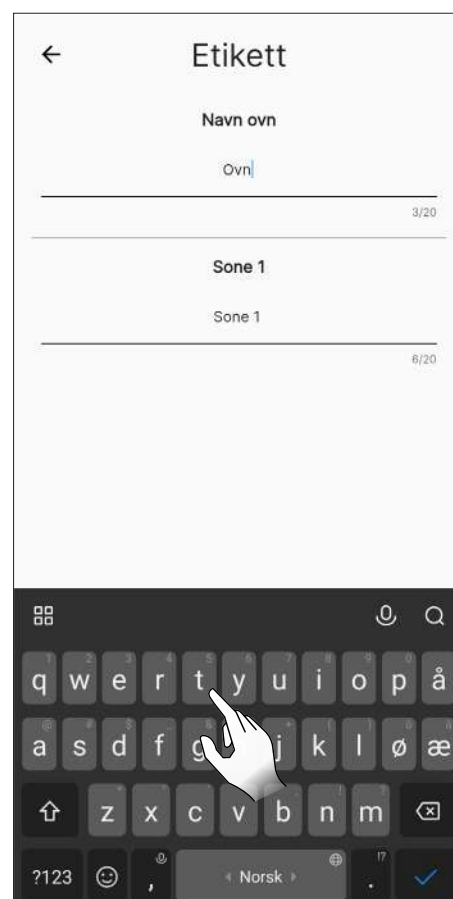 Etikett
Navn ovn
Ovn
3/20
Sone 1
Sone 1
6/20
q w e r t y u i o p å
a s d f g j k l ø æ
z x c v b n m
?123 , Norsk .